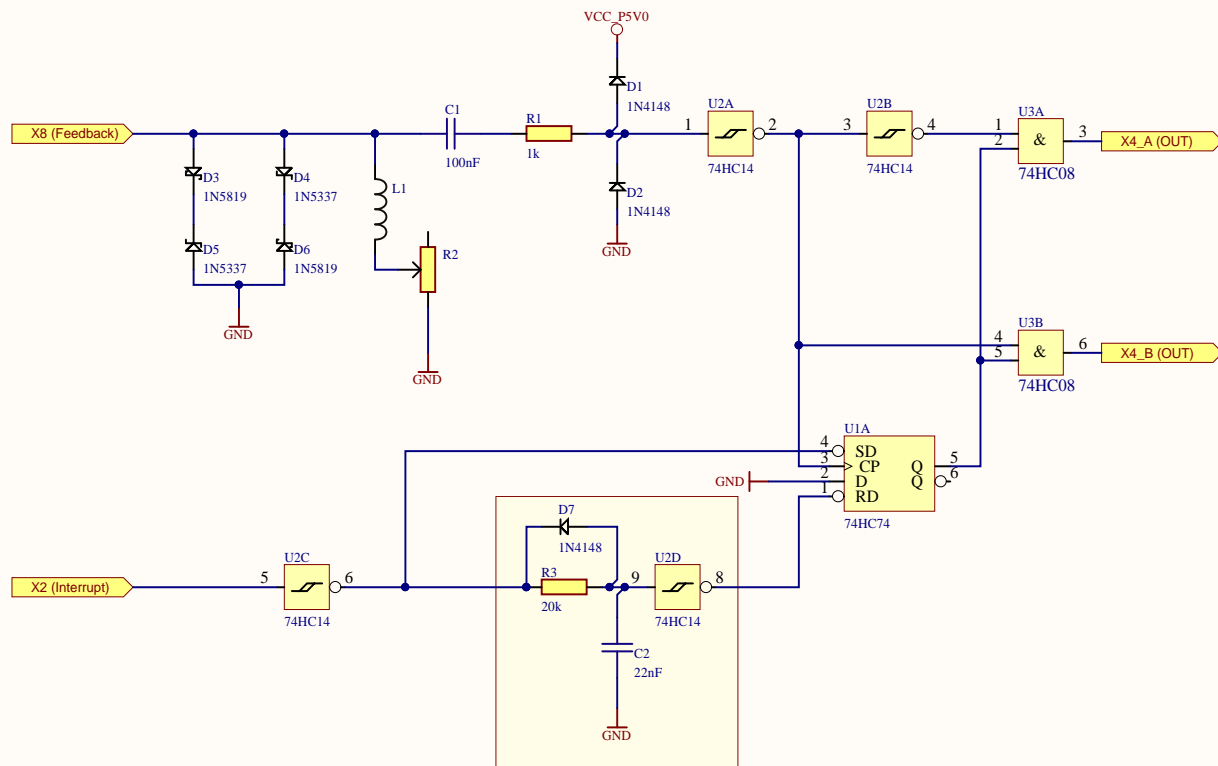 VCC_P5V0
D1
1N4148
X8 (Feedback)
C1
100nF
R1
1k
1
U2A
2
74HC14
3
U2B
4
74HC14
U3A
1
2
&
3
74HC08
X4_A (OUT)
D3
1N5819
D4
1N5337
L1
D2
1N4148
GND
D5
1N5337
D6
1N5819
R2
GND
GND
U3B
4
5
&
6
74HC08
X4_B (OUT)
U1A
4
SD
3
CP
Q
5
GND
2
D
Q
6
1
RD
74HC74
D7
1N4148
X2 (Interrupt)
5
U2C
6
74HC14
R3
20k
9
U2D
8
74HC14
C2
22nF
GND